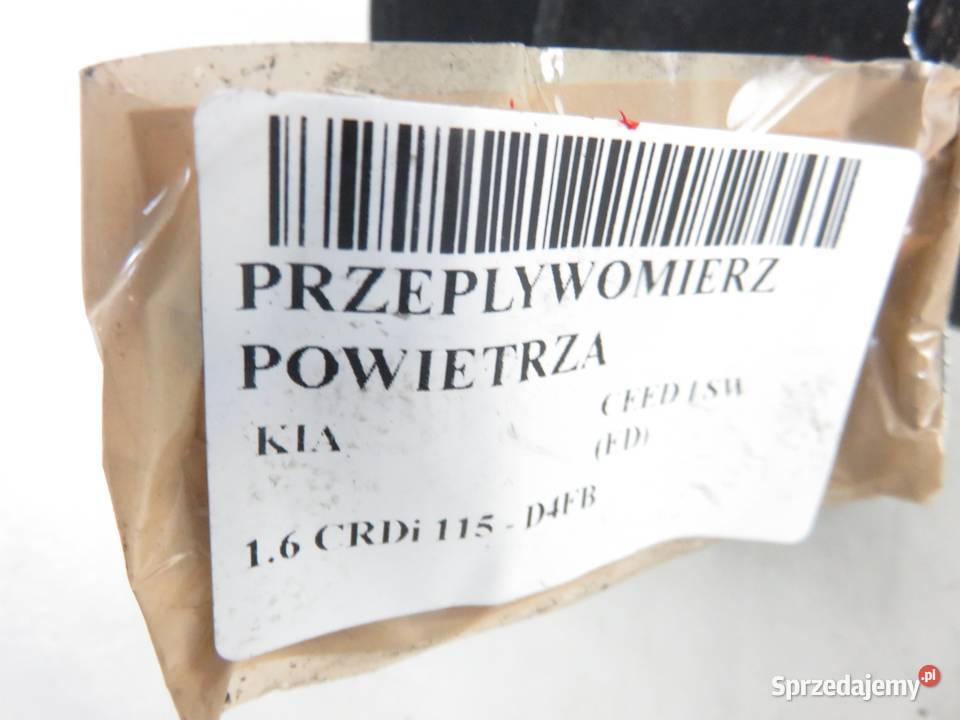 PRZEPLYWOMIERZ
POWIETRZA
KIA CEED I SW
(ED)
1.6 CRDi 115 - D4FB
Sprzedajemy.pl